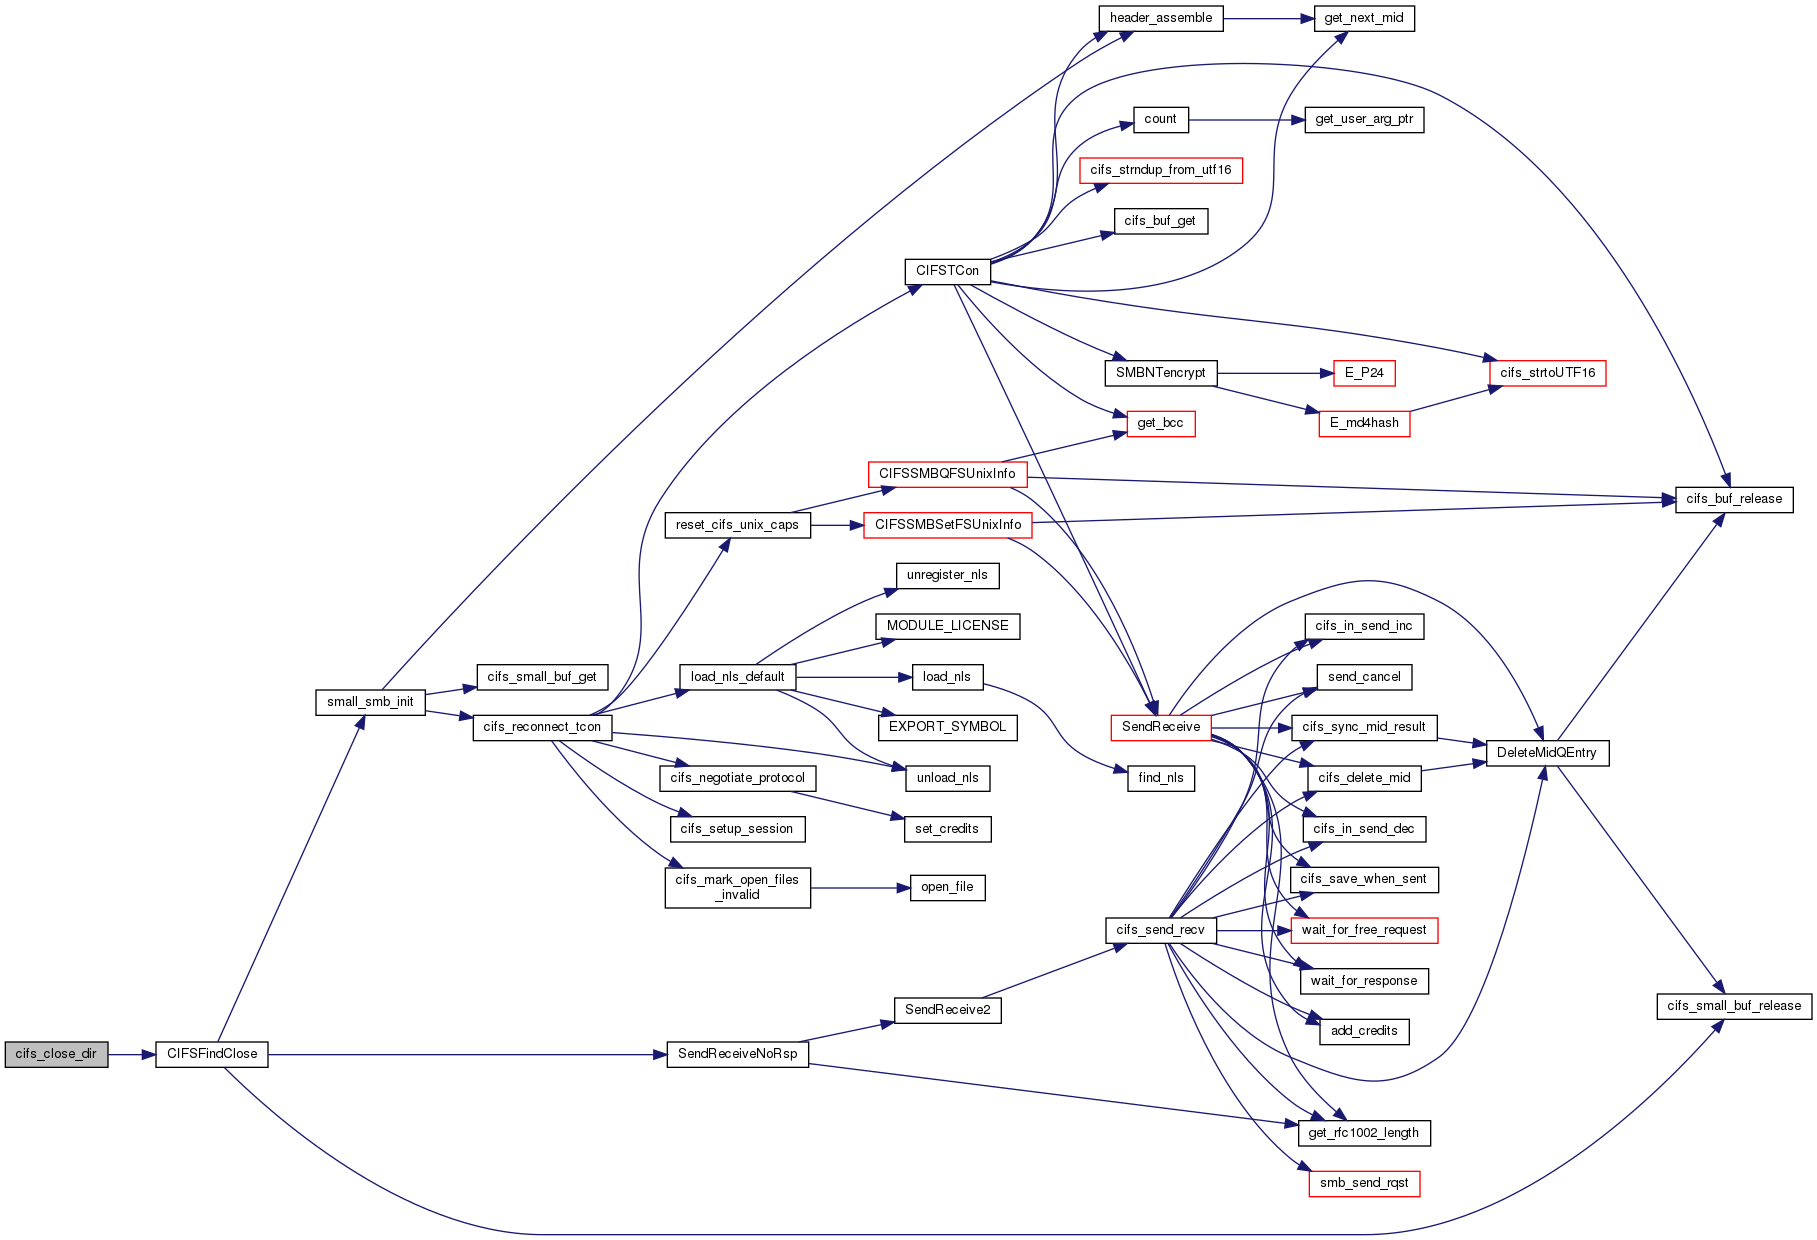 header_assemble
get_next_mid
count
get_user_arg_ptr
cifs_strndup_from_utf16
cifs_buf_get
CIFSTCon
SMBNTencrypt
E_P24
cifs_strtoUTF16
E_md4hash
get_bcc
CIFSSMBQFSUnixInfo
cifs_buf_release
reset_cifs_unix_caps
CIFSSMBSetFSUnixInfo
unregister_nls
MODULE_LICENSE
cifs_in_send_inc
cifs_small_buf_get
load_nls_default
load_nls
send_cancel
small_smb_init
cifs_reconnect_tcon
EXPORT_SYMBOL
SendReceive
cifs_sync_mid_result
DeleteMidQEntry
cifs_negotiate_protocol
unload_nls
find_nls
cifs_delete_mid
cifs_setup_session
set_credits
cifs_in_send_dec
cifs_mark_open_files
_invalid
open_file
cifs_save_when_sent
cifs_send_recv
wait_for_free_request
wait_for_response
SendReceive2
cifs_small_buf_release
add_credits
cifs_close_dir
CIFSFindClose
SendReceiveNoRsp
get_rfc1002_length
smb_send_rqst